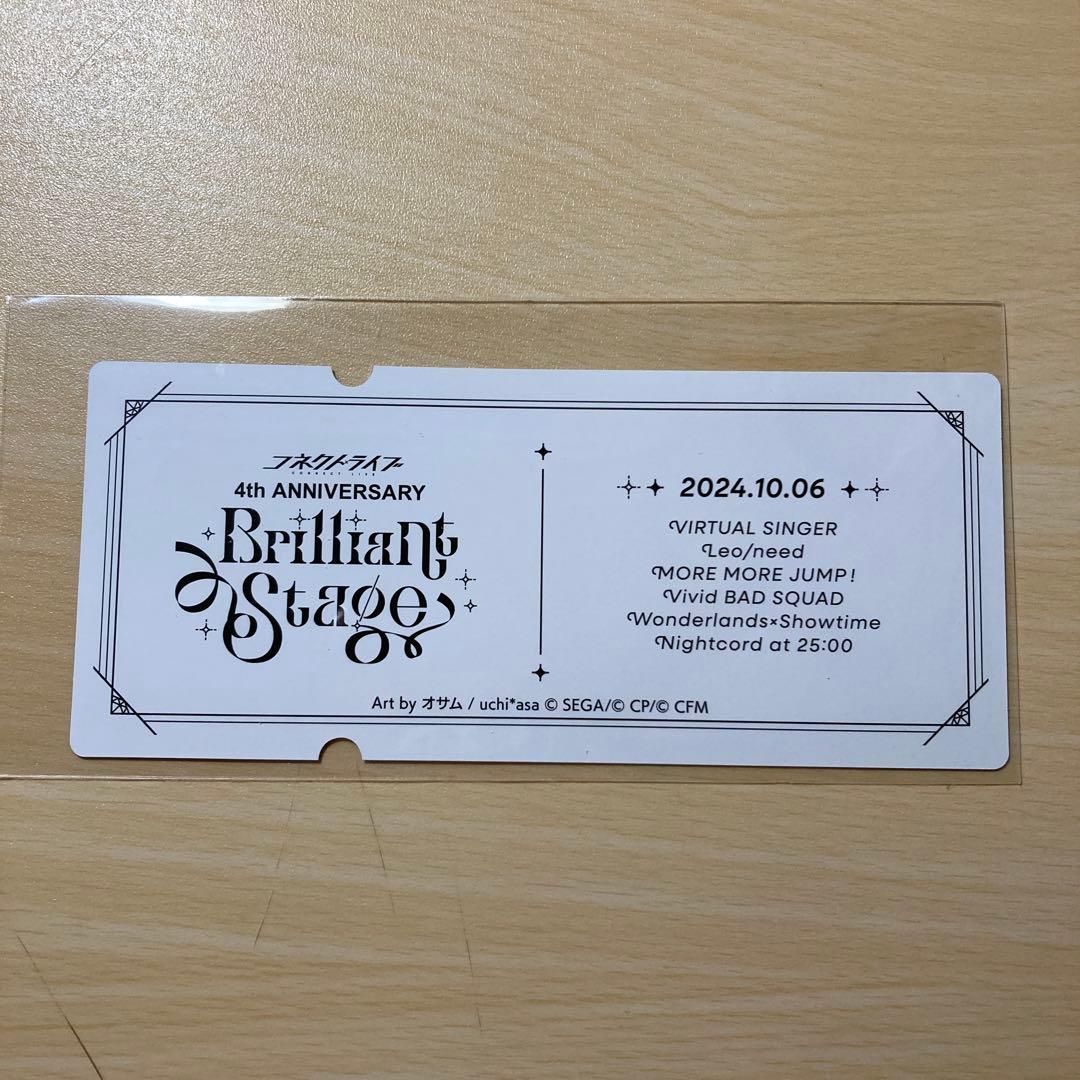 コネクトライブ
CONNECT LIVE
4th ANNIVERSARY
Brilliant
Stage
2024.10.06
VIRTUAL SINGER
Leo/need
MORE MORE JUMP!
Vivid BAD SQUAD
Wonderlands×Showtime
Nightcord at 25:00
Art by オサム / uchi*asa © SEGA/© CP/© CFM